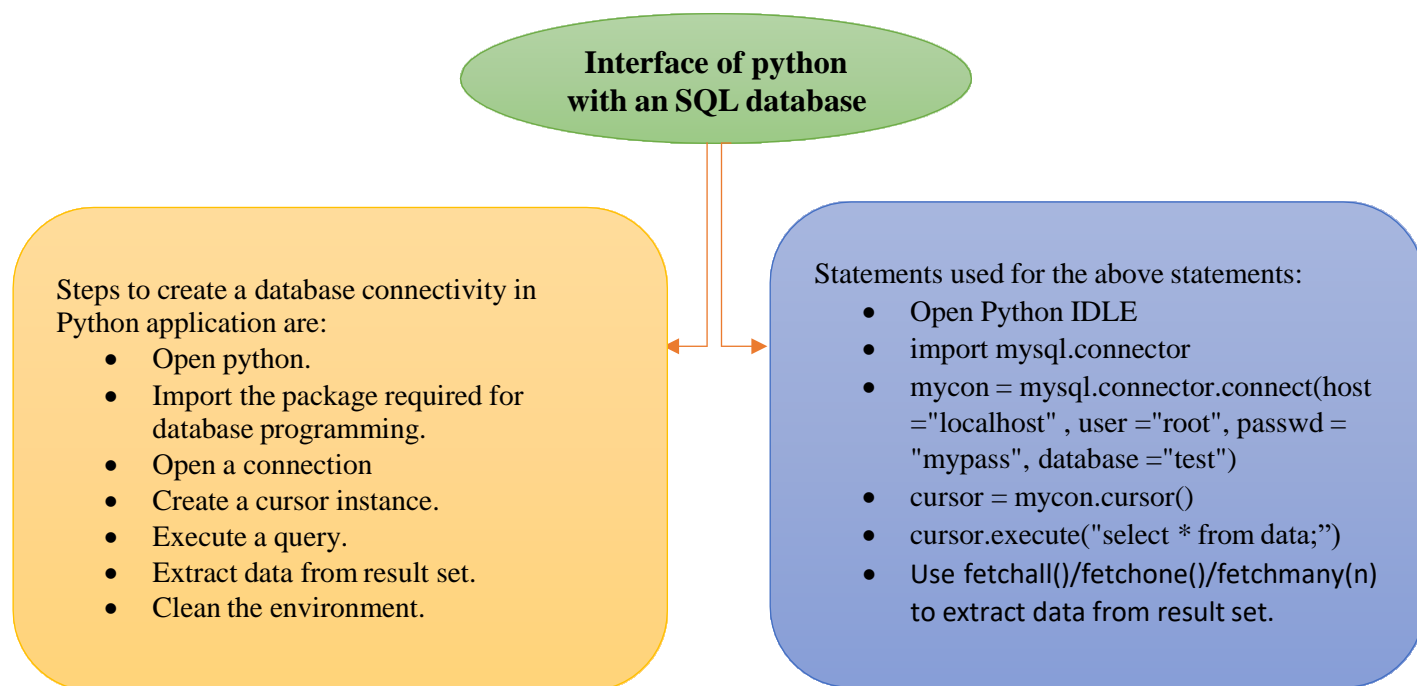 Interface of python
with an SQL database
Steps to create a database connectivity in
Python application are:
• Open python.
• Import the package required for
database programming.
• Open a connection
• Create a cursor instance.
• Execute a query.
• Extract data from result set.
• Clean the environment.
Statements used for the above statements:
• Open Python IDLE
• import mysql.connector
• mycon = mysql.connector.connect(host
="localhost" , user ="root", passwd =
"mypass", database ="test")
• cursor = mycon.cursor()
• cursor.execute("select * from data;”)
• Use fetchall()/fetchone()/fetchmany(n)
to extract data from result set.